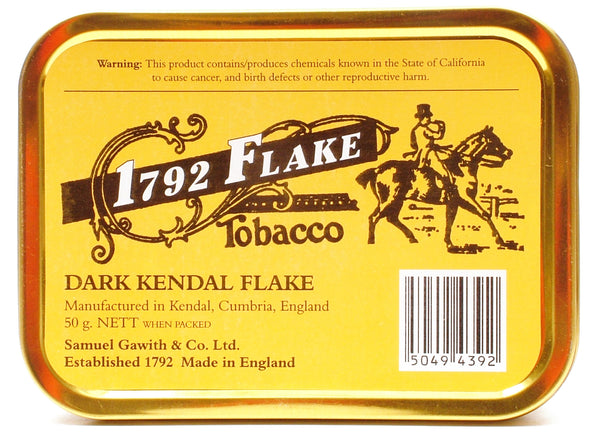 Warning: This product contains/produces chemicals known in the State of California
to cause cancer, and birth defects or other reproductive harm.
1792 FLAKE
Tobacco
DARK KENDAL FLAKE
Manufactured in Kendal, Cumbria, England
50 g. NETT WHEN PACKED
Samuel Gawith & Co. Ltd.
Established 1792 Made in England
5049 4392